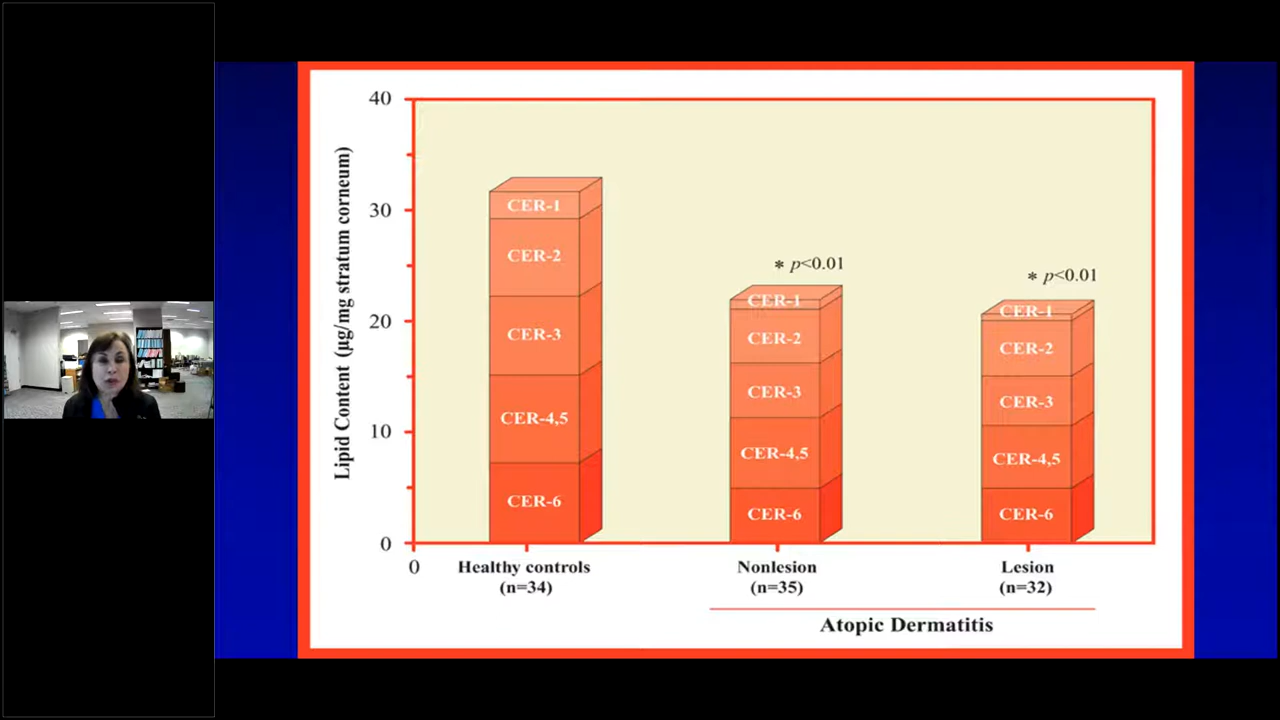 Lipid Content (µg/mg stratum corneum)
40
30
20
10
0
0
CER-1
CER-2
CER-3
CER-4,5
CER-6
Healthy controls
(n=34)
* p<0.01
CER-1
CER-2
CER-3
CER-4,5
CER-6
Nonlesion
(n=35)
* p<0.01
CER-1
CER-2
CER-3
CER-4,5
CER-6
Lesion
(n=32)
Atopic Dermatitis